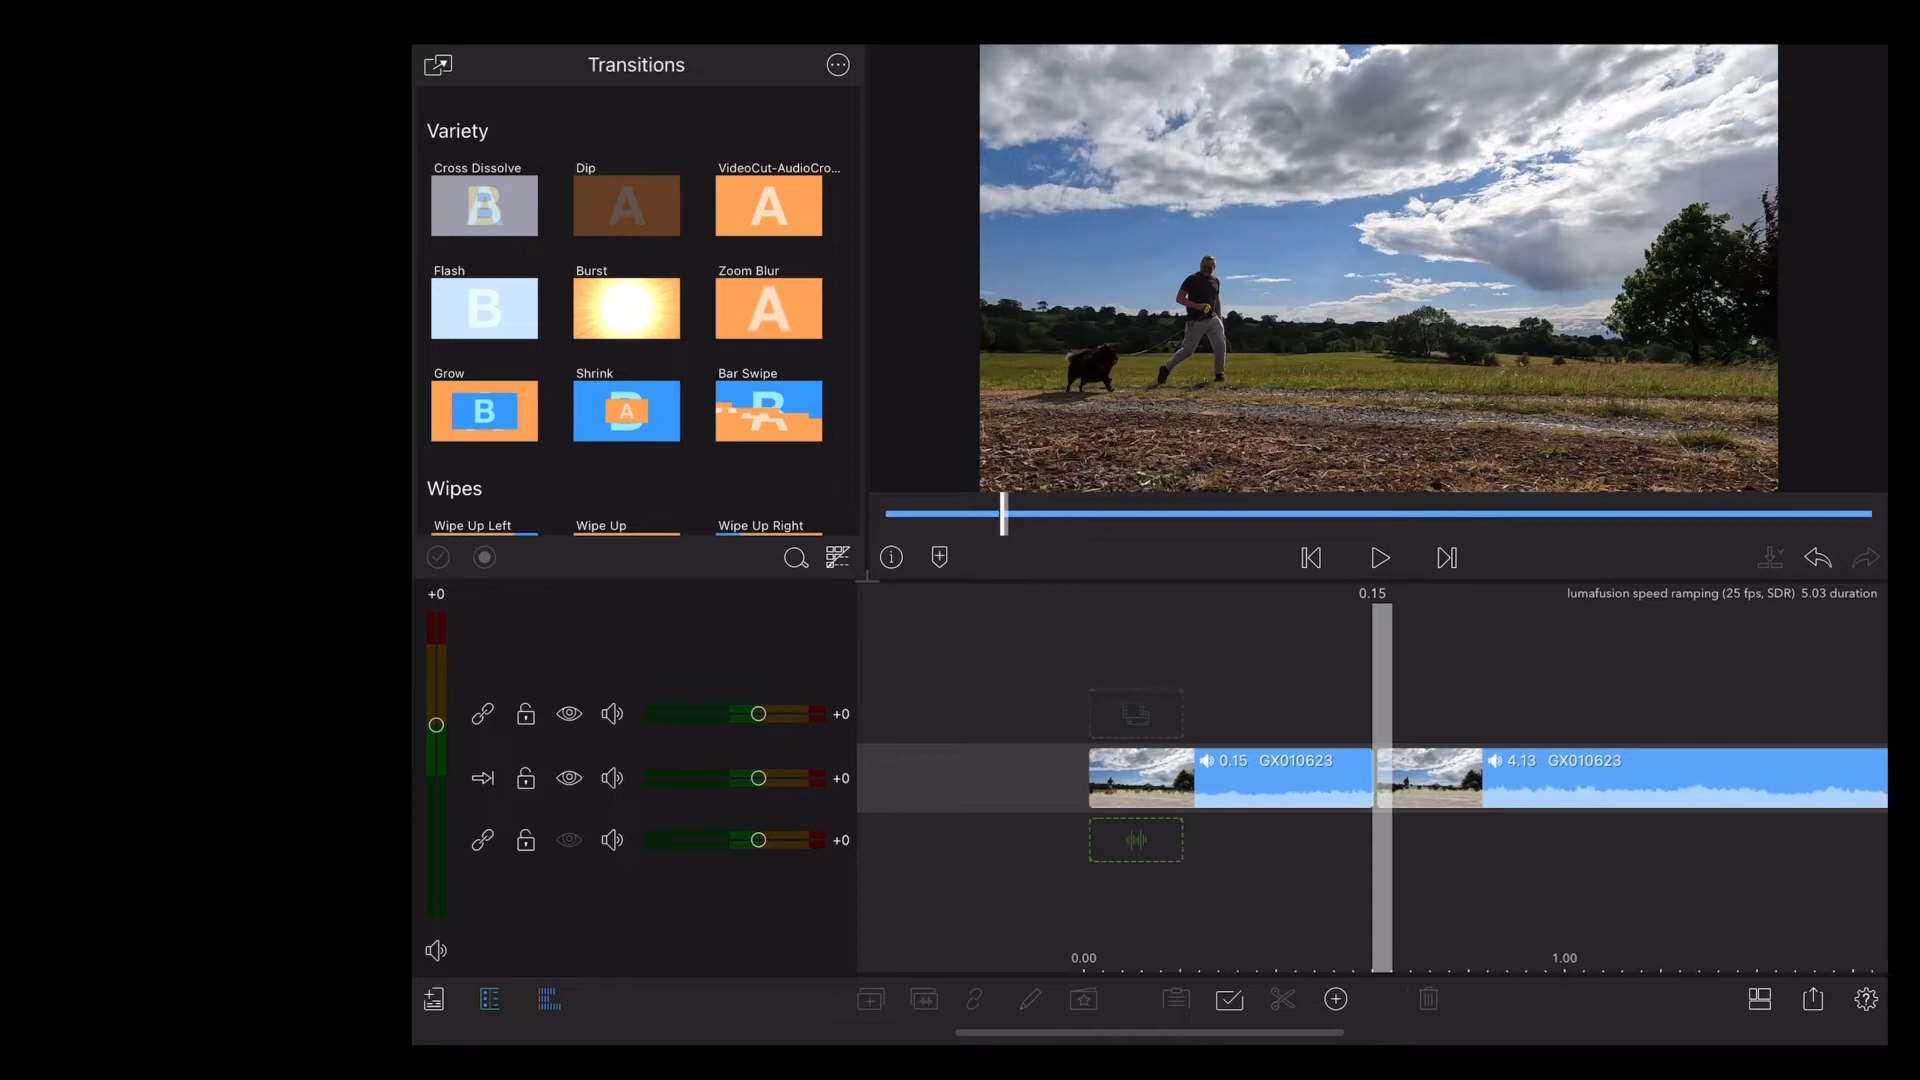 Transitions
Variety
Cross Dissolve
Dip
VideoCut-AudioCro...
B
A
A
Flash
Burst
Zoom Blur
B
A
Grow
Shrink
Bar Swipe
B
A
B
A
Wipes
Wipe Up Left
Wipe Up
Wipe Up Right
+0
0.15
lumafusion speed ramping (25 fps, SDR) 5.03 duration
+0
0.15 GX010623
4.13 GX010623
+0
+0
0.00
1.00